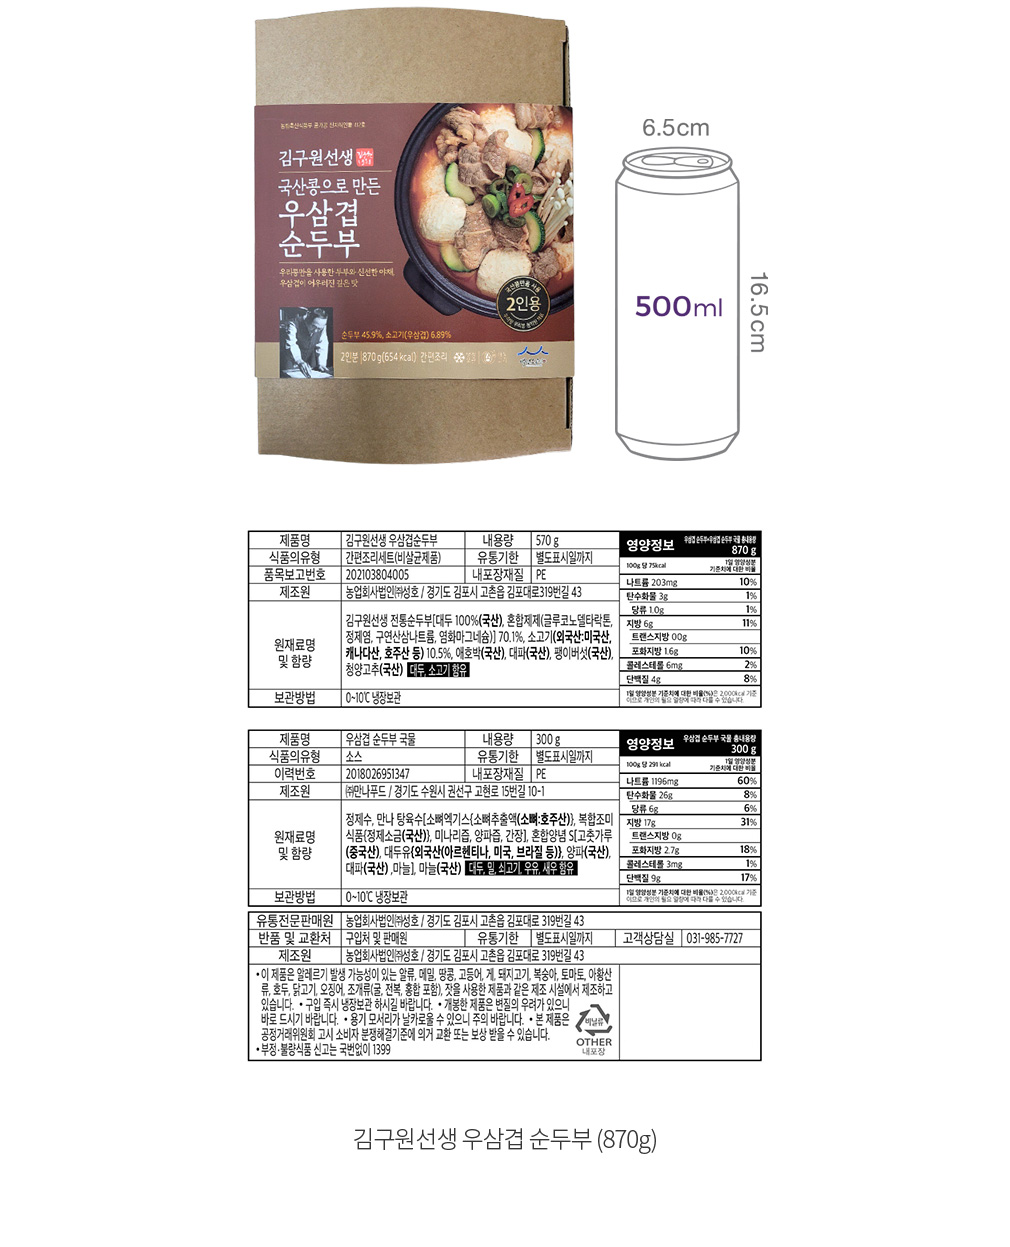 김구원선생
국산콩으로 만든
우삼겹
순두부
우리콩만을 사용한 두부와 신선한 야채,
우삼겹이 어우러진 깊은 맛
국산콩만을 사용
2인용
순두부 45.9%, 소고기(우삼겹) 6.89%
2인분 | 870 g(654 kcal) 간편조리
6.5cm
500ml
16.5cm
제품명 김구원선생 우삼겹순두부 내용량 570 g
식품의유형 간편조리세트(비살균제품) 유통기한 별도표시일까지
품목보고번호 202103804005 내포장재질 PE
제조원 농업회사법인㈜성호 / 경기도 김포시 고촌읍 김포대로319번길 43
원재료명 및 함량
김구원선생 전통순두부[대두 100%(국산), 혼합제제(글루코노델타락톤,
정제염, 구연산삼나트륨, 염화마그네슘)] 70.1%, 소고기(외국산:미국산,
캐나다산, 호주산 등) 10.5%, 애호박(국산), 대파(국산), 팽이버섯(국산),
청양고추(국산) 대두, 소고기 함유
보관방법 0~10℃ 냉장보관
영양정보 우삼겹 순두부+우삼겹 순두부 국물 총내용량
870 g
100g 당 75kcal 1일 영양성분
기준치에 대한 비율
나트륨 203mg 10%
탄수화물 3g 1%
당류 1.0g 1%
지방 6g 11%
트랜스지방 00g
포화지방 1.6g 10%
콜레스테롤 6mg 2%
단백질 4g 8%
1일 영양성분 기준치에 대한 비율(%)은 2,000kcal 기준
이므로 개인의 필요 열량에 따라 다를 수 있습니다.
제품명 우삼겹 순두부 국물 내용량 300 g
식품의유형 소스 유통기한 별도표시일까지
이력번호 2018026951347 내포장재질 PE
제조원 ㈜만나푸드 / 경기도 수원시 권선구 고현로 15번길 10-1
원재료명 및 함량
정제수, 만나 탕육수[소뼈엑기스{소뼈추출액(소뼈:호주산)}, 복합조미
식품{정제소금(국산)}, 미나리즙, 양파즙, 간장], 혼합양념 S[고춧가루
(중국산), 대두유{외국산(아르헨티나, 미국, 브라질 등)}, 양파(국산),
대파(국산) ,마늘], 마늘(국산) 대두, 밀, 쇠고기, 우유, 새우 함유
보관방법 0~10℃ 냉장보관
영양정보 우삼겹 순두부 국물 총내용량
300 g
100g 당 291 kcal 1일 영양성분
기준치에 대한 비율
나트륨 1196mg 60%
탄수화물 26g 8%
당류 6g 6%
지방 17g 31%
트랜스지방 0g
포화지방 2.7g 18%
콜레스테롤 3mg 1%
단백질 9g 17%
1일 영양성분 기준치에 대한 비율(%)은 2,000kcal 기준
이므로 개인의 필요 열량에 따라 다를 수 있습니다.
유통전문판매원 농업회사법인㈜성호 / 경기도 김포시 고촌읍 김포대로 319번길 43
반품 및 교환처 구입처 및 판매원 유통기한 별도표시일까지 고객상담실 031-985-7727
제조원 농업회사법인㈜성호 / 경기도 김포시 고촌읍 김포대로 319번길 43
•이 제품은 알레르기 발생 가능성이 있는 알류, 메밀, 땅콩, 고등어, 게, 돼지고기, 복숭아, 토마토, 아황산
류, 호두, 닭고기, 오징어, 조개류(굴, 전복, 홍합 포함), 잣을 사용한 제품과 같은 제조 시설에서 제조하고
있습니다. •구입 즉시 냉장보관 하시길 바랍니다. •개봉한 제품은 변질의 우려가 있으니
바로 드시기 바랍니다. •용기 모서리가 날카로울 수 있으니 주의 바랍니다. •본 제품은
공정거래위원회 고시 소비자 분쟁해결기준에 의거 교환 또는 보상 받을 수 있습니다.
•부정·불량식품 신고는 국번없이 1399
비닐류
OTHER
내포장
김구원선생 우삼겹 순두부 (870g)